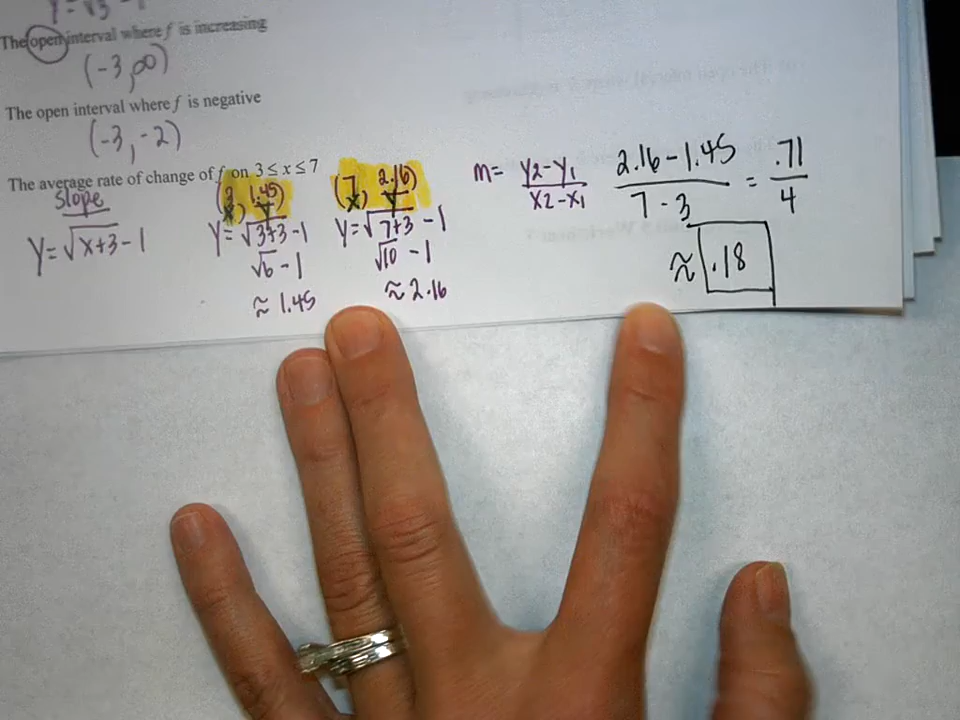 y = √3 - 1
The open interval where f is increasing
(-3, ∞)
The open interval where f is negative
(-3, -2)
The average rate of change of f on 3 ≤ x ≤ 7
Slope
y = √x+3 - 1
(3, 1.45)
x y
y = √3+3 - 1
√6 - 1
≈ 1.45
(7, 2.16)
x y
y = √7+3 - 1
√10 - 1
≈ 2.16
m = y2-y1 / x2-x1
2.16 - 1.45 / 7 - 3 = .71 / 4
≈ .18